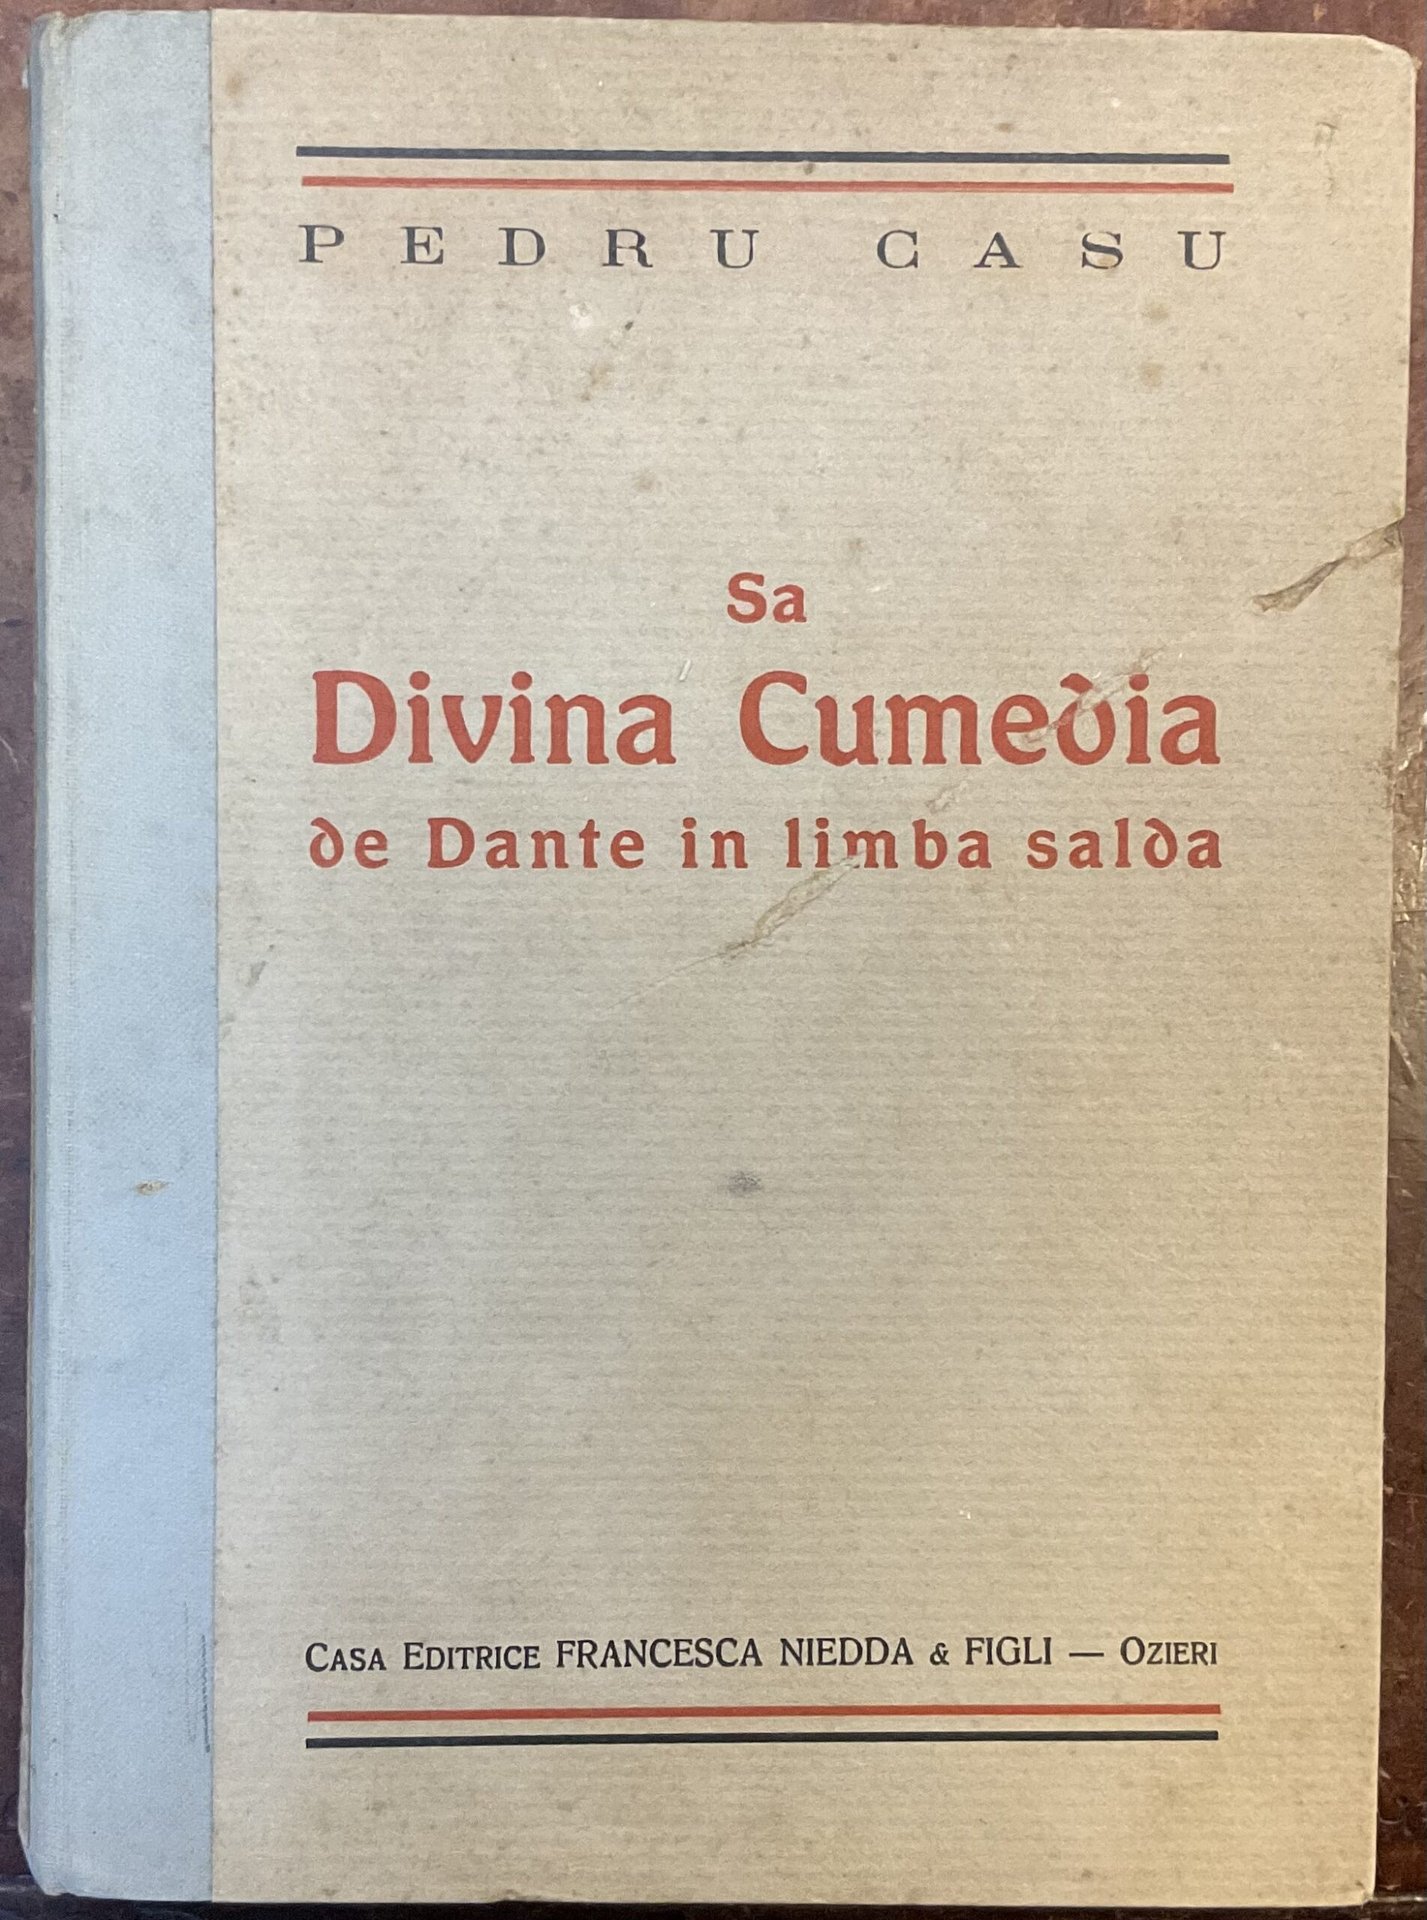 PEDRU CASU
Sa
Divina Cumedia
de Dante in limba salda
CASA EDITRICE FRANCESCA NIEDDA & FIGLI — OZIERI